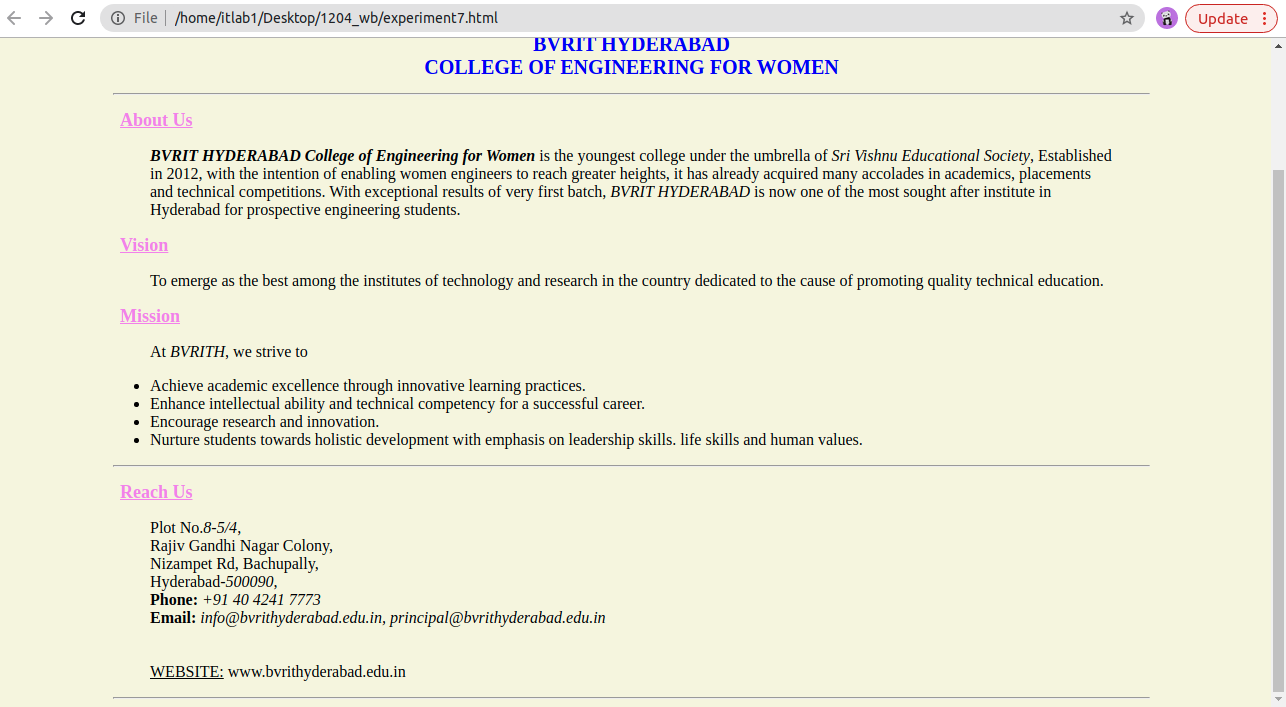 File /home/itlab1/Desktop/1204_wb/experiment7.html
Update
BVRIT HYDERABAD
COLLEGE OF ENGINEERING FOR WOMEN
About Us
BVRIT HYDERABAD College of Engineering for Women is the youngest college under the umbrella of Sri Vishnu Educational Society, Established
in 2012, with the intention of enabling women engineers to reach greater heights, it has already acquired many accolades in academics, placements
and technical competitions. With exceptional results of very first batch, BVRIT HYDERABAD is now one of the most sought after institute in
Hyderabad for prospective engineering students.
Vision
To emerge as the best among the institutes of technology and research in the country dedicated to the cause of promoting quality technical education.
Mission
At BVRITH, we strive to
Achieve academic excellence through innovative learning practices.
Enhance intellectual ability and technical competency for a successful career.
Encourage research and innovation.
Nurture students towards holistic development with emphasis on leadership skills. life skills and human values.
Reach Us
Plot No.8-5/4,
Rajiv Gandhi Nagar Colony,
Nizampet Rd, Bachupally,
Hyderabad-500090,
Phone: +91 40 4241 7773
Email: info@bvrithyderabad.edu.in, principal@bvrithyderabad.edu.in
WEBSITE: www.bvrithyderabad.edu.in